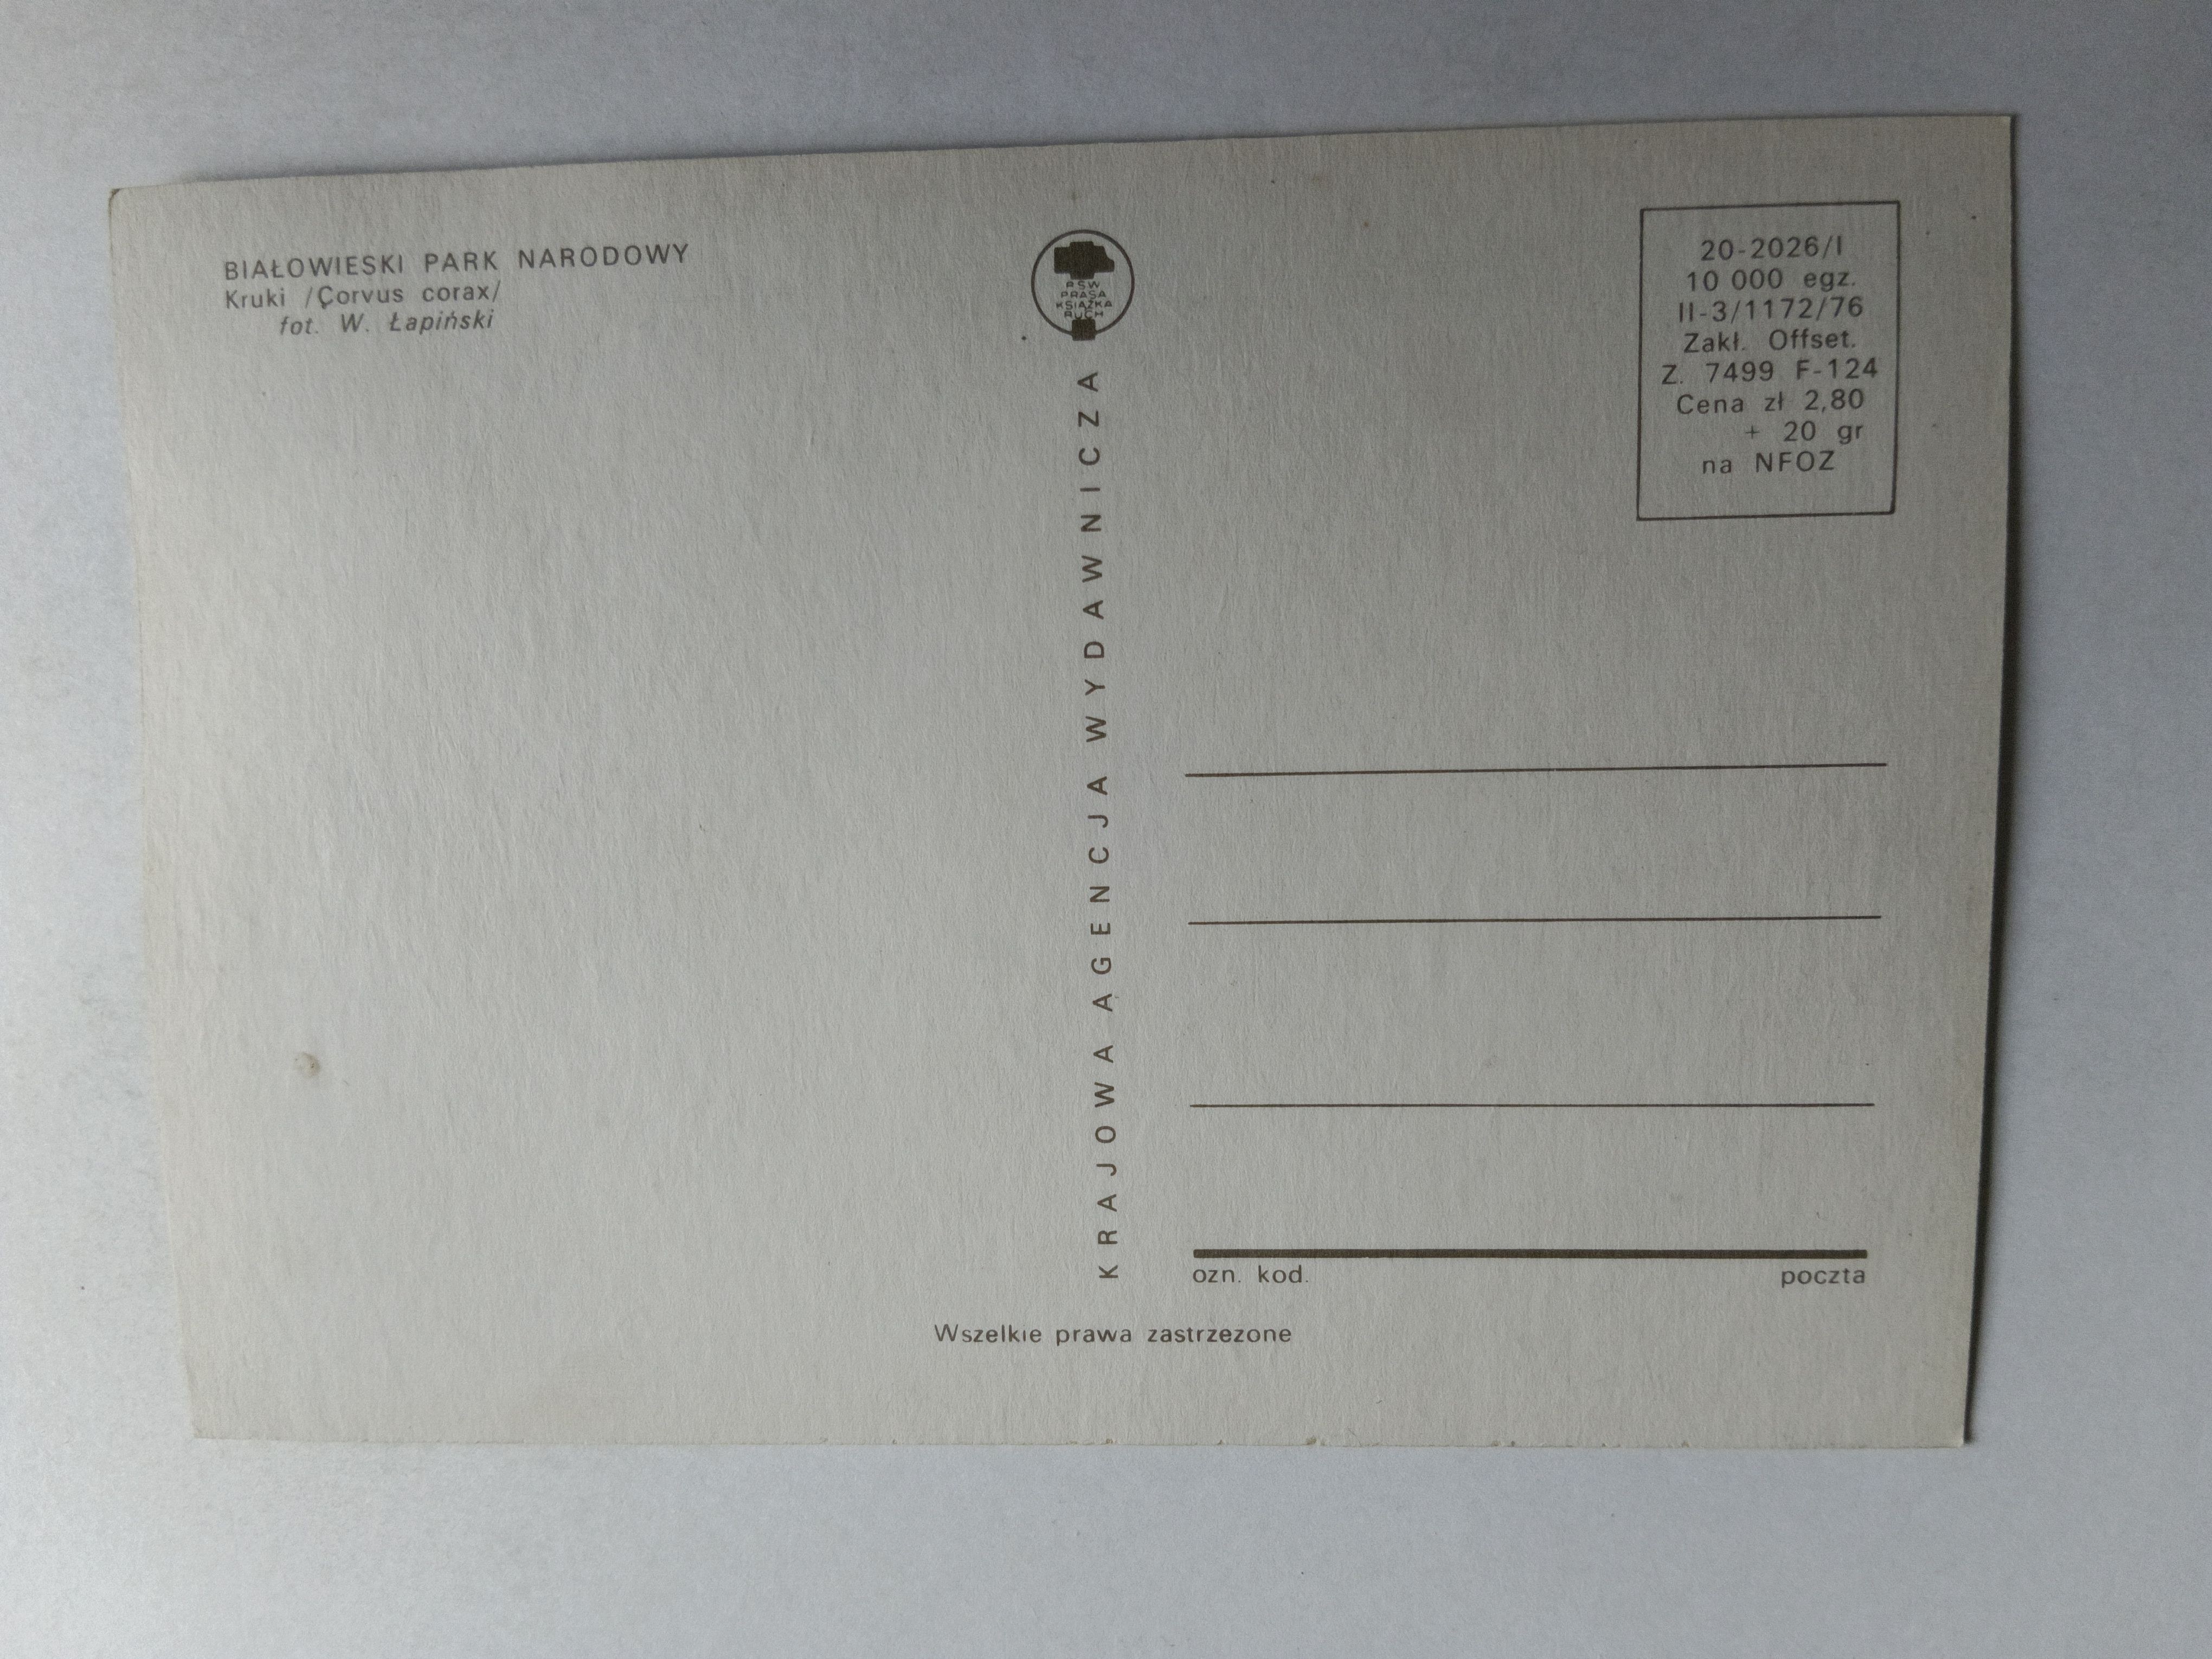 BIAŁOWIESKI PARK NARODOWY
Kruki /Corvus corax/
fot. W. Łapiński
RSW
PRASA
KSIĄŻKA
RUCH
KRAJOWA AGENCJA WYDAWNICZA
20-2026/I
10 000 egz.
II-3/1172/76
Zakł. Offset.
Z. 7499 F-124
Cena zł 2,80
+ 20 gr
na NFOZ
ozn. kod.
poczta
Wszelkie prawa zastrzezone